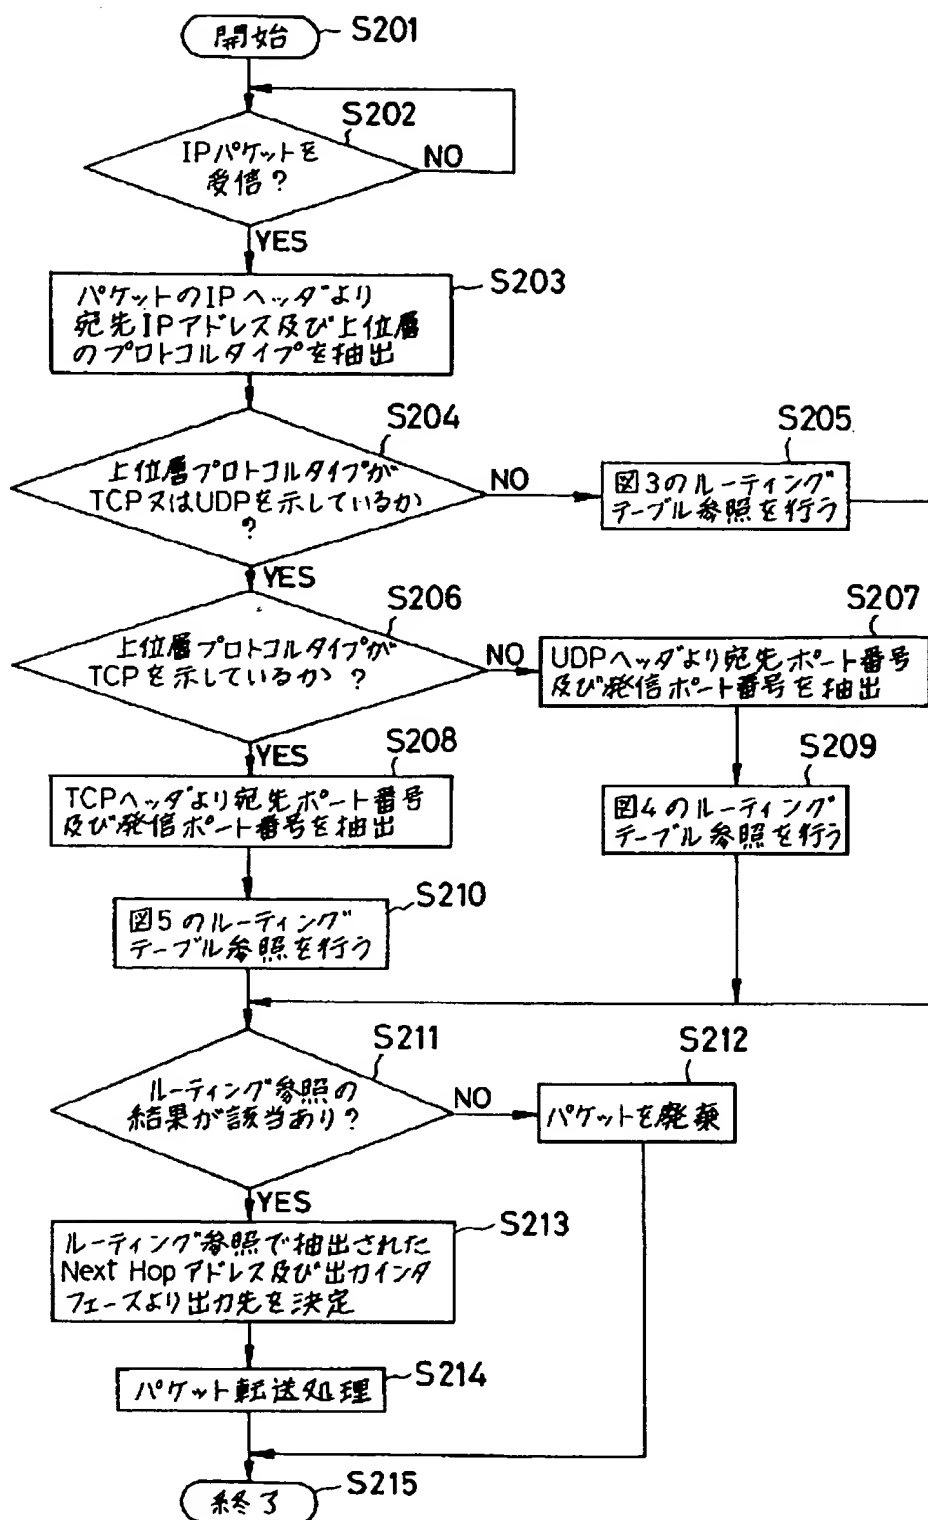 開始
S201
S202
IPパケットを
受信?
NO
YES
S203
パケットのIPヘッダより
宛先IPアドレス及び上位層
のプロトコルタイプを抽出
S204
上位層プロトコルタイプが
TCP又はUDPを示しているか
?
NO
YES
S205
図3のルーティング
テーブル参照を行う
S206
上位層プロトコルタイプが
TCPを示しているか?
NO
YES
S207
UDPヘッダより宛先ポート番号
及び発信ポート番号を抽出
S208
TCPヘッダより宛先ポート番号
及び発信ポート番号を抽出
S209
図4のルーティング
テーブル参照を行う
S210
図5のルーティング
テーブル参照を行う
S211
ルーティング参照の
結果が該当あり?
NO
YES
S212
パケットを廃棄
S213
ルーティング参照で抽出された
Next Hopアドレス及び出力インタ
フェースより出力先を決定
S214
パケット転送処理
S215
終了